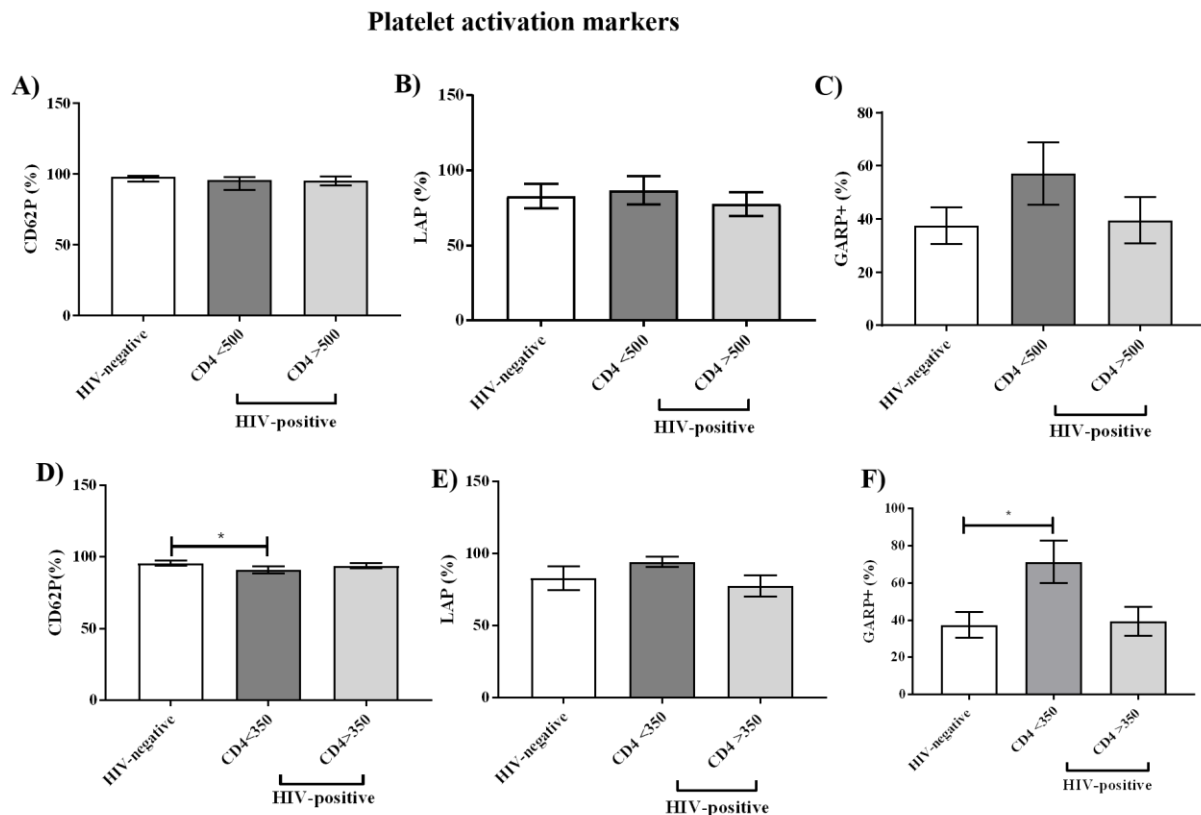 Platelet activation markers
A)
150
100
50
0
CD62P (%)
HIV-negative
CD4 <500
CD4 >500
HIV-positive
B)
150
100
50
0
LAP (%)
HIV-negative
CD4 <500
CD4 >500
HIV-positive
C)
80
60
40
20
0
GARP+ (%)
HIV-negative
CD4 <500
CD4 >500
HIV-positive
D)
150
100
50
0
CD62P(%)
*
HIV-negative
CD4<350
CD4>350
HIV-positive
E)
150
100
50
0
LAP (%)
HIV-negative
CD4 <350
CD4 >350
HIV-positive
F)
100
80
60
40
20
0
GARP+ (%)
*
HIV-negative
CD4 <350
CD4 >350
HIV-positive